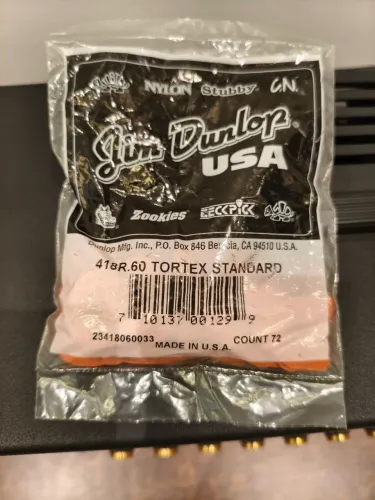 NYLON Stubby G.N.
Jim Dunlop®
USA
Zookies EECKPICK
Dunlop Mfg. Inc., P.O. Box 846 Benicia, CA 94510 U.S.A.
418R.60 TORTEX STANDARD
7 10137 00129 9
23418060033 MADE IN U.S.A. COUNT 72